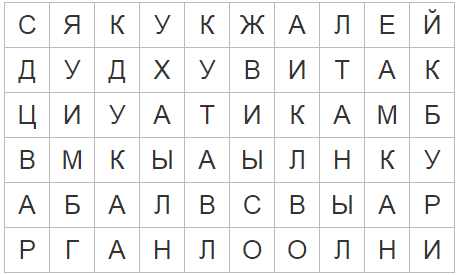 С Я К У К Ж А Л Е Й
Д У Д Х У В И Т А К
Ц И У А Т И К А М Б
В М К Ы А Ы Л Н К У
А Б А Л В С В Ы А Р
Р Г А Н Л О О Л Н И